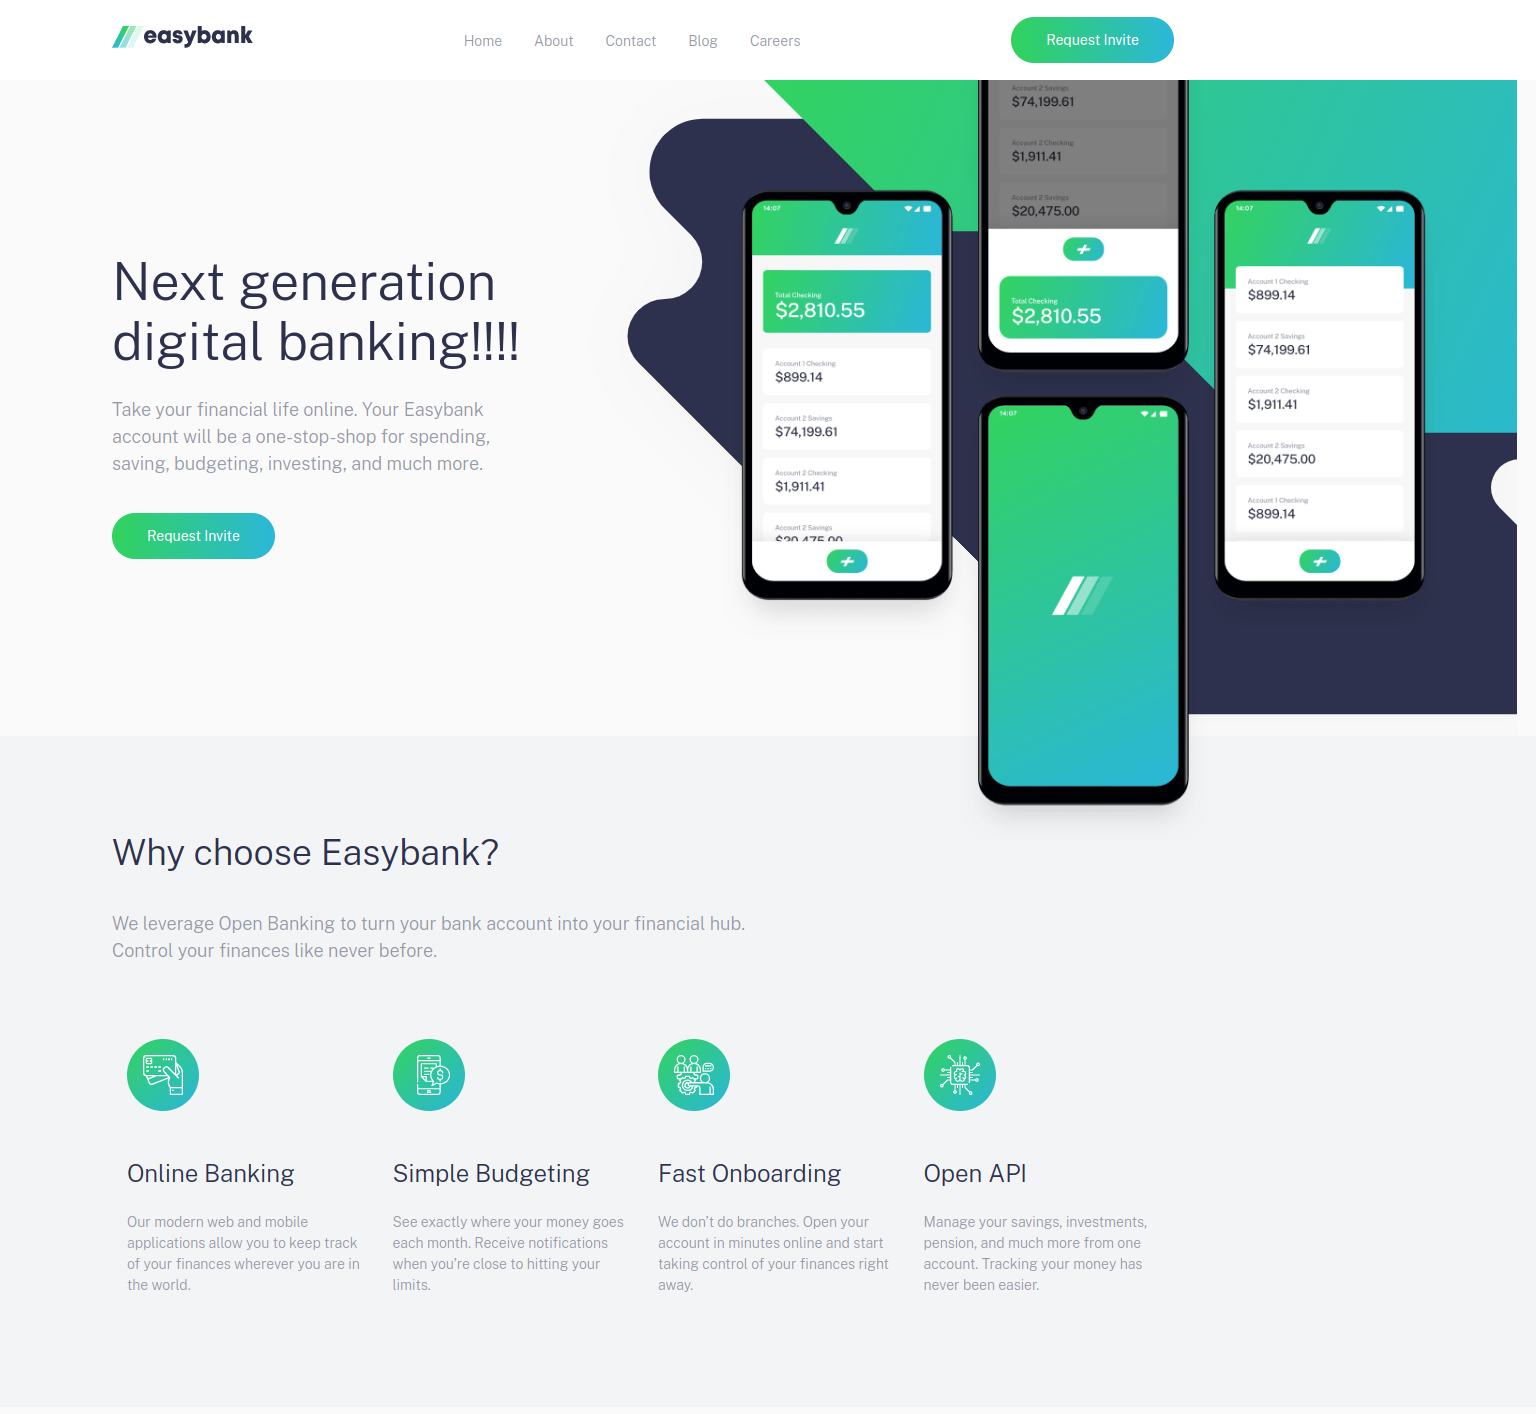 easybank
Home About Contact Blog Careers
Request Invite
Next generation
digital banking!!!!
Take your financial life online. Your Easybank
account will be a one-stop-shop for spending,
saving, budgeting, investing, and much more.
Request Invite
14:07
Total Checking
$2,810.55
Account 1 Checking
$899.14
Account 2 Savings
$74,199.61
Account 2 Checking
$1,911.41
Account 2 Savings
$20,475.00
Account 2 Savings
$74,199.61
Account 2 Checking
$1,911.41
Account 2 Savings
$20,475.00
Total Checking
$2,810.55
14:07
14:07
Account 1 Checking
$899.14
Account 2 Savings
$74,199.61
Account 2 Checking
$1,911.41
Account 2 Savings
$20,475.00
Account 1 Checking
$899.14
Why choose Easybank?
We leverage Open Banking to turn your bank account into your financial hub.
Control your finances like never before.
Online Banking
Our modern web and mobile
applications allow you to keep track
of your finances wherever you are in
the world.
Simple Budgeting
See exactly where your money goes
each month. Receive notifications
when you're close to hitting your
limits.
Fast Onboarding
We don't do branches. Open your
account in minutes online and start
taking control of your finances right
away.
Open API
Manage your savings, investments,
pension, and much more from one
account. Tracking your money has
never been easier.